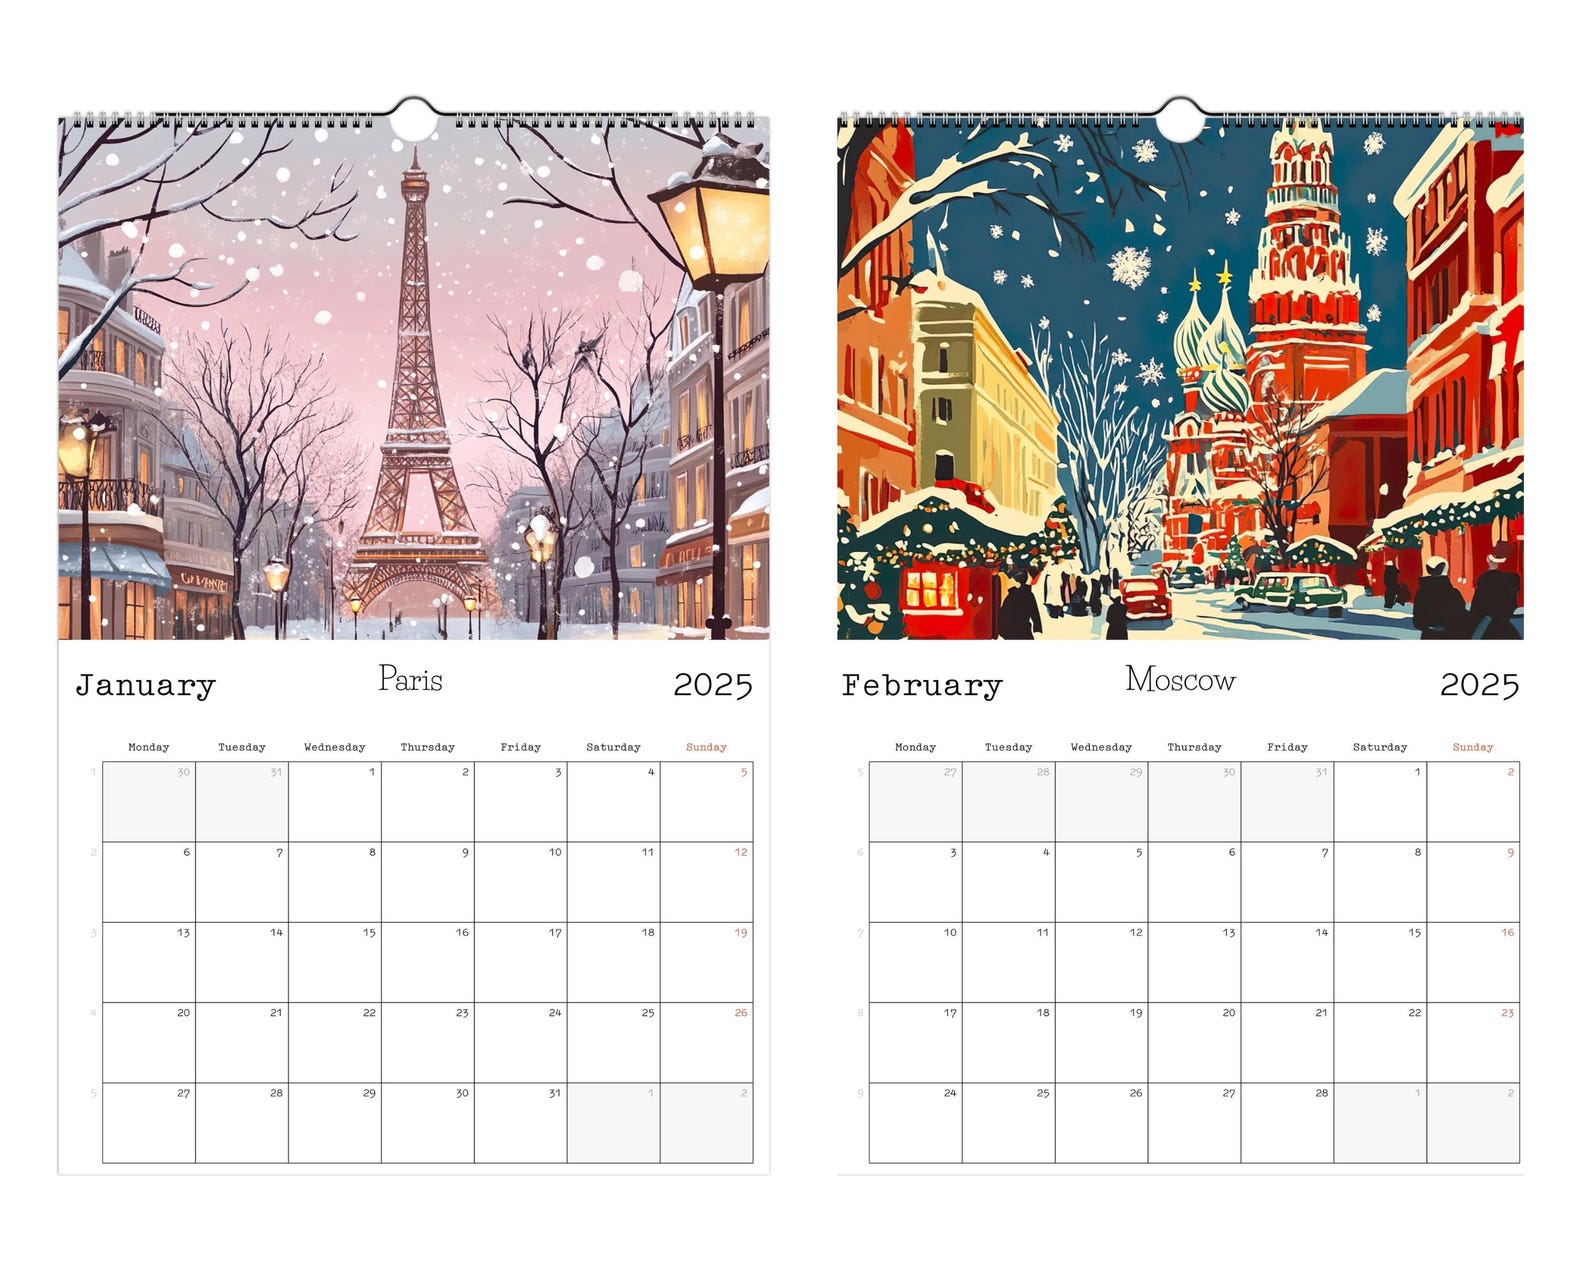 January Paris 2025
Monday Tuesday Wednesday Thursday Friday Saturday Sunday
1 30 31 1 2 3 4 5
2 6 7 8 9 10 11 12
3 13 14 15 16 17 18 19
4 20 21 22 23 24 25 26
5 27 28 29 30 31 1 2
February Moscow 2025
Monday Tuesday Wednesday Thursday Friday Saturday Sunday
5 27 28 29 30 31 1 2
6 3 4 5 6 7 8 9
7 10 11 12 13 14 15 16
8 17 18 19 20 21 22 23
9 24 25 26 27 28 1 2